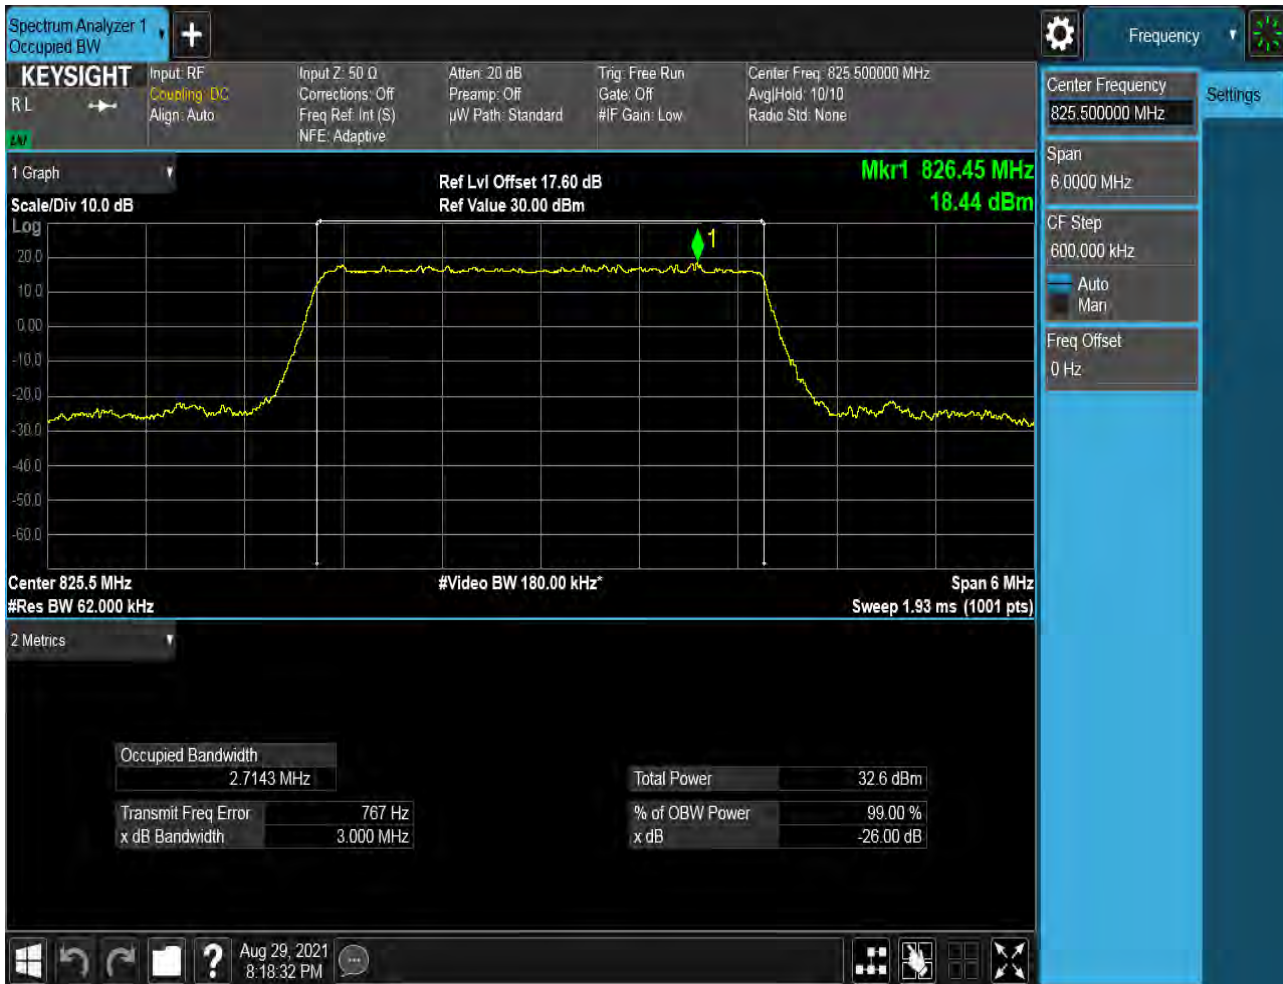 Spectrum Analyzer 1
Occupied BW
Frequency
KEYSIGHT
R L
Input: RF
Coupling: DC
Align: Auto
Input Z: 50 Ω
Corrections: Off
Freq Ref: Int (S)
NFE: Adaptive
Atten: 20 dB
Preamp: Off
µW Path: Standard
Trig: Free Run
Gate: Off
#IF Gain: Low
Center Freq: 825.500000 MHz
Avg|Hold: 10/10
Radio Std: None
Center Frequency
825.500000 MHz
Settings
Span
6.0000 MHz
CF Step
600.000 kHz
Auto
Man
Freq Offset
0 Hz
1 Graph
Scale/Div 10.0 dB
Ref Lvl Offset 17.60 dB
Ref Value 30.00 dBm
Mkr1 826.45 MHz
18.44 dBm
Log
1
20.0
10.0
0.00
-10.0
-20.0
-30.0
-40.0
-50.0
-60.0
Center 825.5 MHz
#Video BW 180.00 kHz*
Span 6 MHz
#Res BW 62.000 kHz
Sweep 1.93 ms (1001 pts)
2 Metrics
Occupied Bandwidth
2.7143 MHz
Transmit Freq Error 767 Hz
x dB Bandwidth 3.000 MHz
Total Power 32.6 dBm
% of OBW Power 99.00 %
x dB -26.00 dB
?
Aug 29, 2021
8:18:32 PM